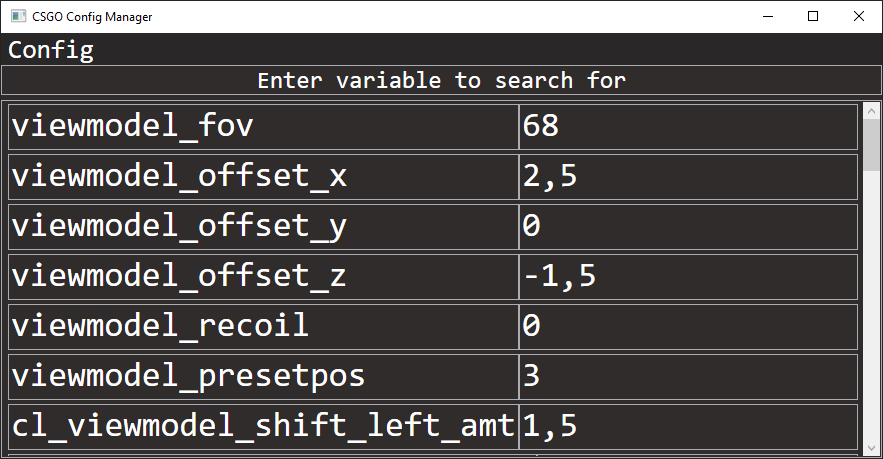 CSGO Config Manager
Config
Enter variable to search for
viewmodel_fov 68
viewmodel_offset_x 2,5
viewmodel_offset_y 0
viewmodel_offset_z -1,5
viewmodel_recoil 0
viewmodel_presetpos 3
cl_viewmodel_shift_left_amt 1,5